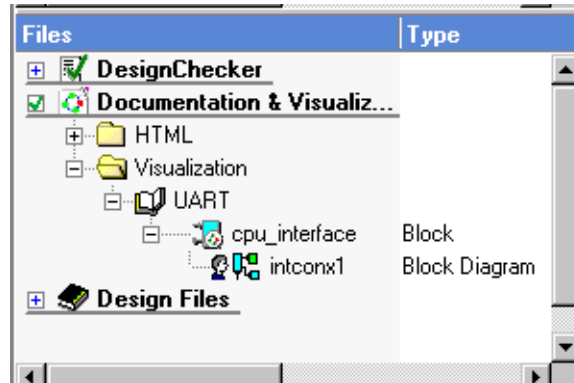 Files Type
DesignChecker
Documentation & Visualiz...
HTML
Visualization
UART
cpu_interface Block
intconx1 Block Diagram
Design Files